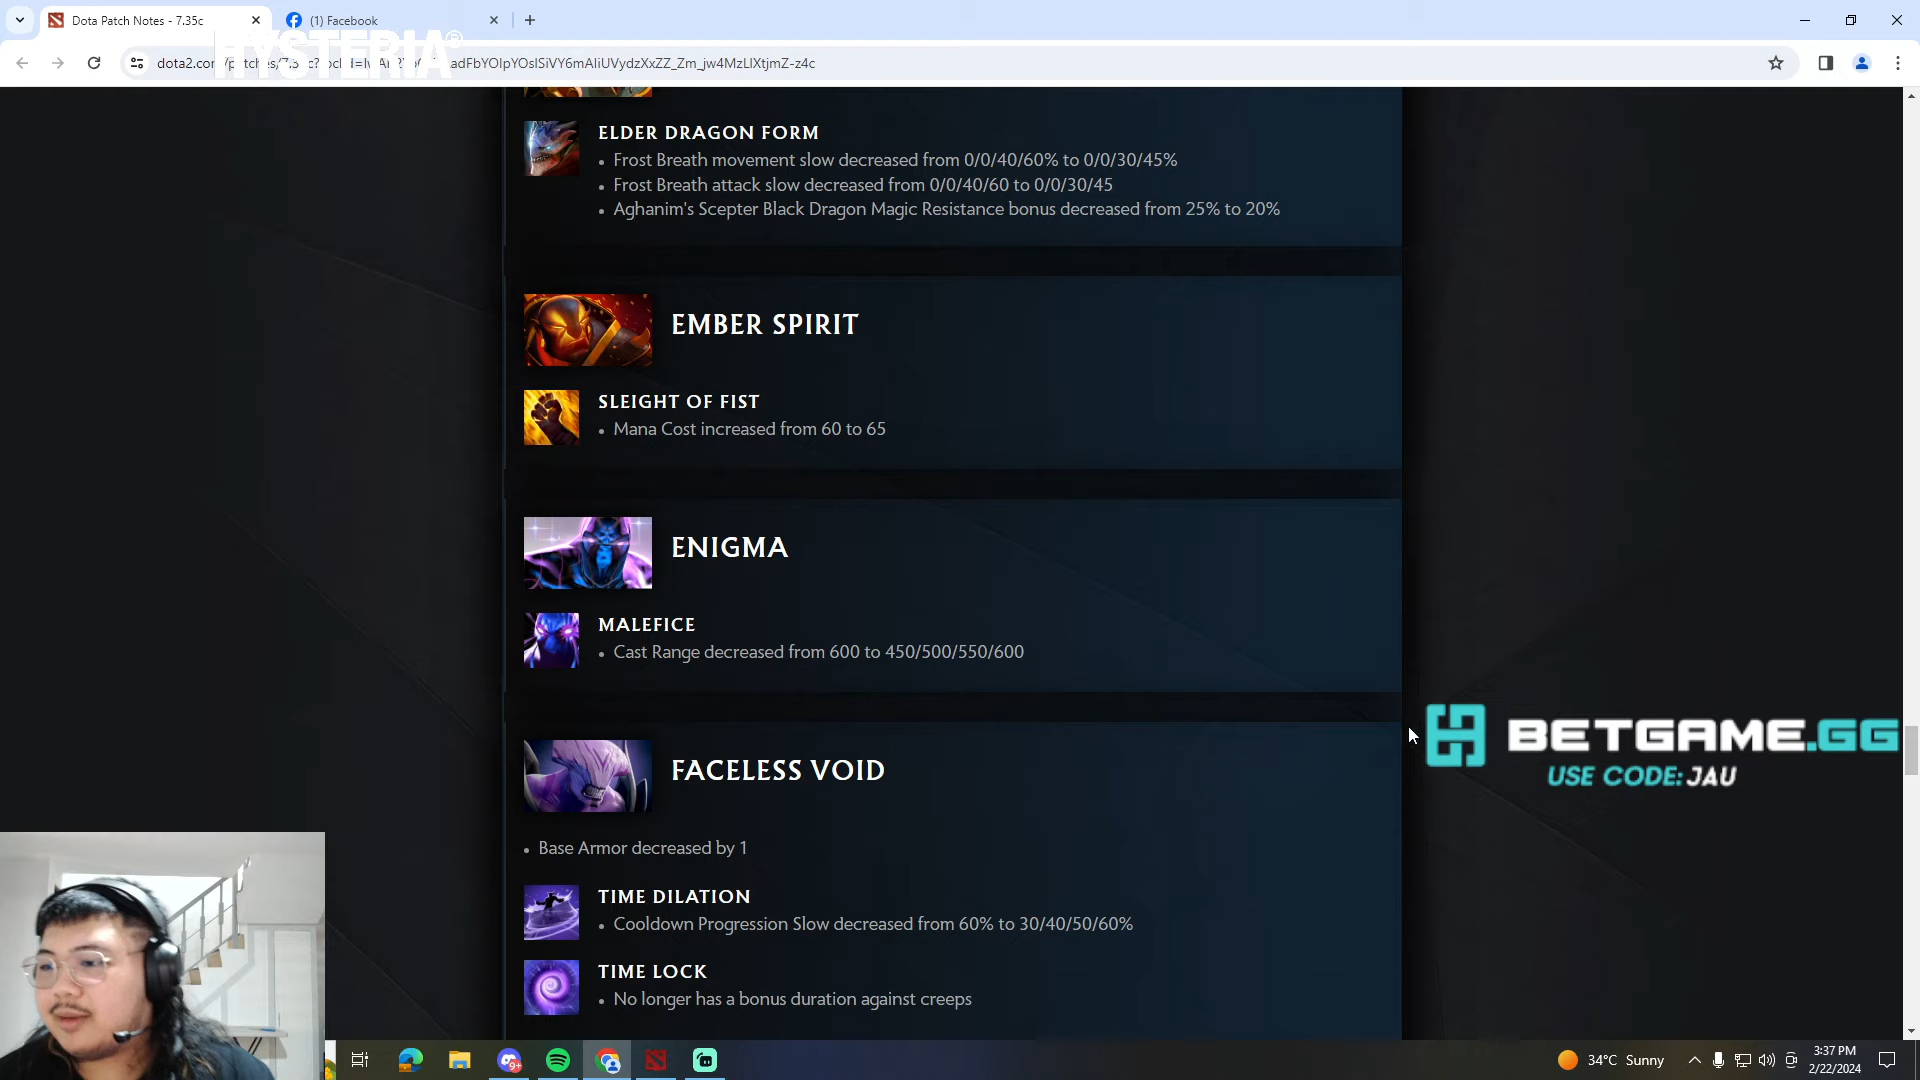 Dota Patch Notes - 7.35c
(1) Facebook
HYSTERIA®
ELDER DRAGON FORM
• Frost Breath movement slow decreased from 0/0/40/60% to 0/0/30/45%
• Frost Breath attack slow decreased from 0/0/40/60 to 0/0/30/45
• Aghanim's Scepter Black Dragon Magic Resistance bonus decreased from 25% to 20%
EMBER SPIRIT
SLEIGHT OF FIST
• Mana Cost increased from 60 to 65
ENIGMA
MALEFICE
• Cast Range decreased from 600 to 450/500/550/600
BETGAME.GG
USE CODE: JAU
FACELESS VOID
• Base Armor decreased by 1
TIME DILATION
• Cooldown Progression Slow decreased from 60% to 30/40/50/60%
TIME LOCK
• No longer has a bonus duration against creeps
9+
34°C Sunny
3:37 PM
2/22/2024